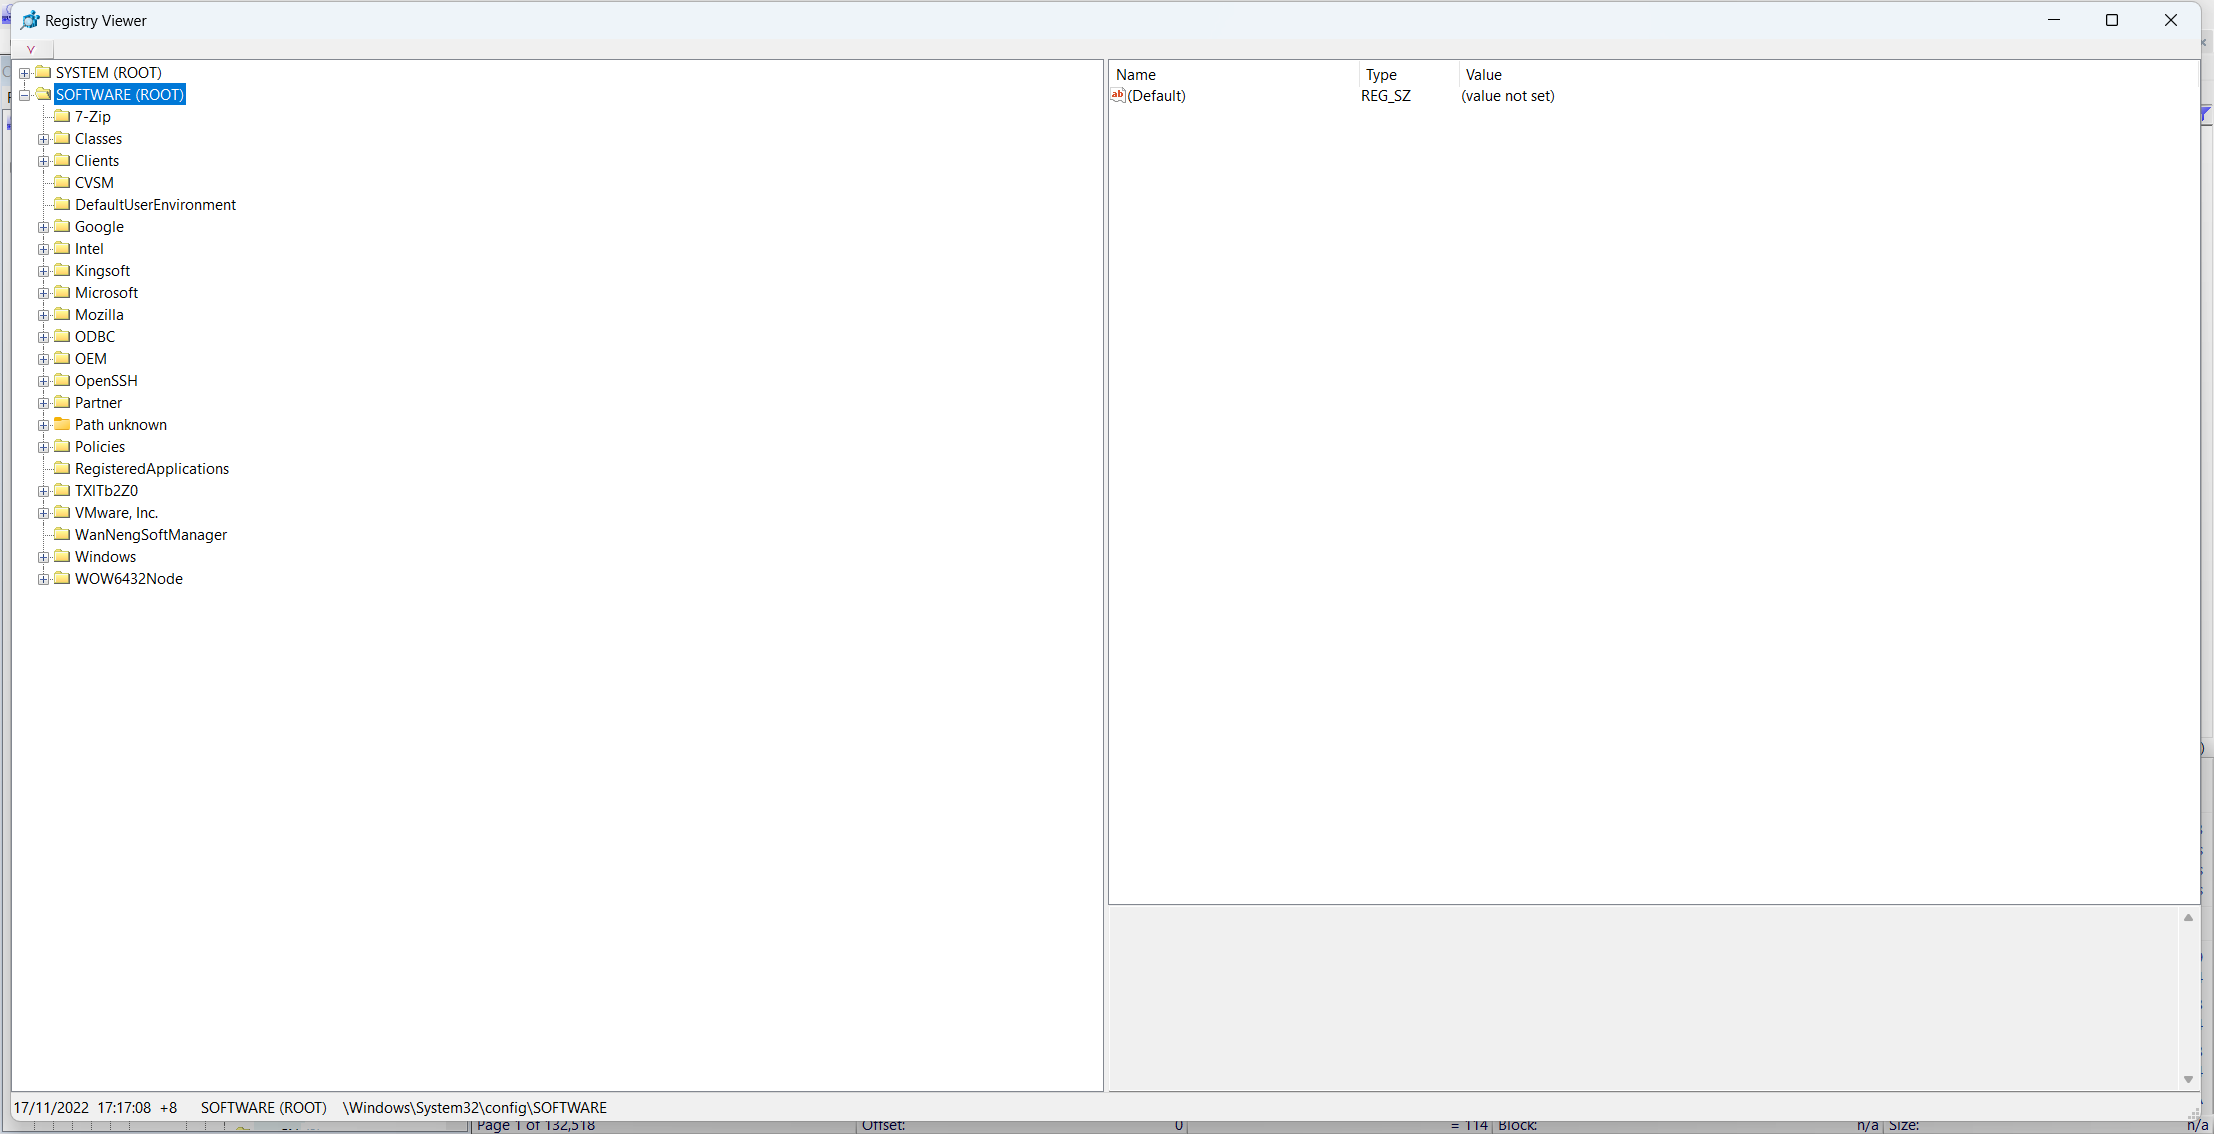 Registry Viewer
SYSTEM (ROOT)
SOFTWARE (ROOT)
7-Zip
Classes
Clients
CVSM
DefaultUserEnvironment
Google
Intel
Kingsoft
Microsoft
Mozilla
ODBC
OEM
OpenSSH
Partner
Path unknown
Policies
RegisteredApplications
VMware, Inc.
WanNengSoftManager
Windows
WOW6432Node
Name Type Value
ab (Default) REG_SZ (value not set)
17/11/2022 17:17:08 +8 SOFTWARE (ROOT) \Windows\System32\config\SOFTWARE
Page 1 of 132,518 Offset: 0 = 114 Block: n/a Size: n/a